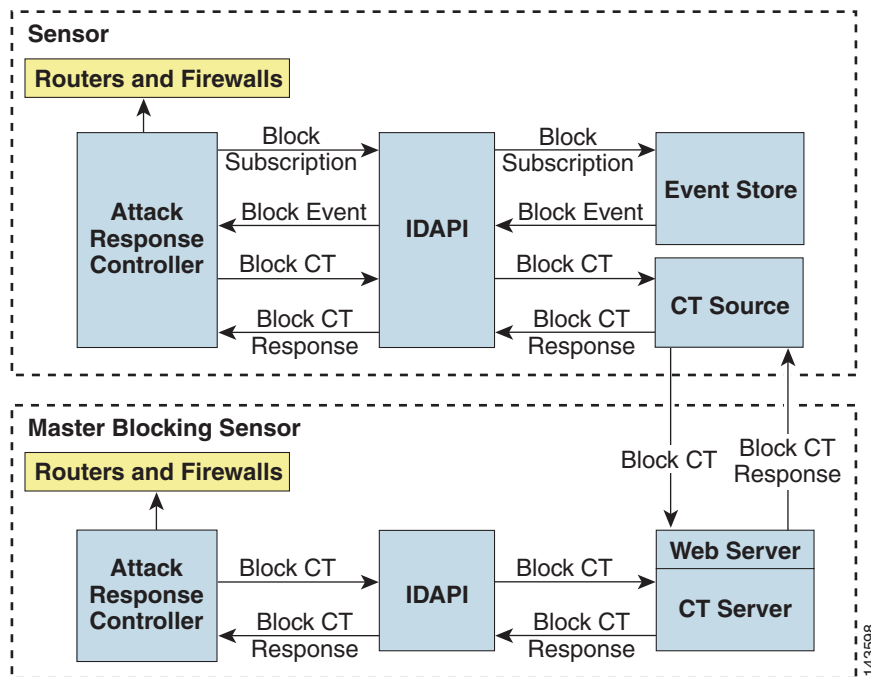 Sensor
Routers and Firewalls
Attack
Response
Controller
Block
Subscription
Block Event
Block CT
Block CT
Response
IDAPI
Block
Subscription
Block Event
Block CT
Block CT
Response
Event Store
CT Source
Block CT
Block CT
Response
Master Blocking Sensor
Routers and Firewalls
Attack
Response
Controller
Block CT
Block CT
Response
IDAPI
Block CT
Block CT
Response
Web Server
CT Server
143598